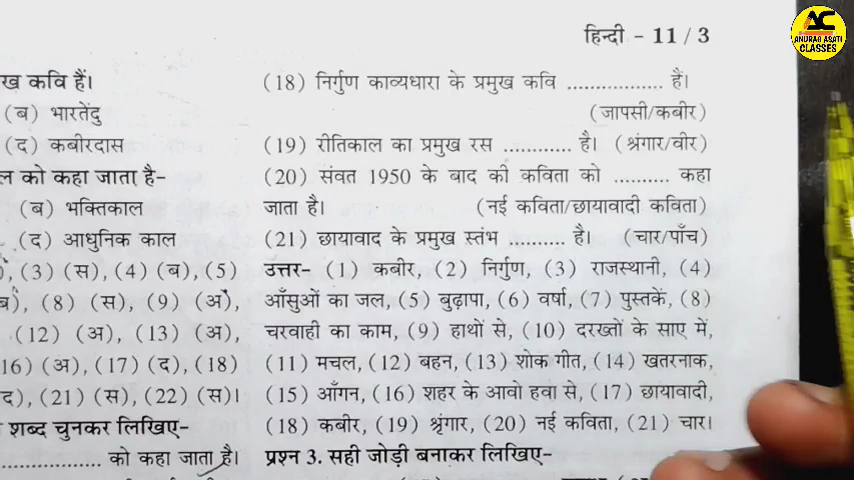 हिन्दी - 11 / 3
ख कवि हैं।
(ब) भारतेंदु
(द) कबीरदास
ल को कहा जाता है-
(ब) भक्तिकाल
(द) आधुनिक काल
(3) (स), (4) (ब), (5)
(8) (स), (9) (अ),
(12) (अ), (13) (अ),
16) (अ), (17) (द), (18)
द), (21) (स), (22) (स)।
शब्द चुनकर लिखिए-
.................... को कहा जाता है।
(18) निर्गुण काव्यधारा के प्रमुख कवि ................. हैं।
(जापसी/कबीर)
(19) रीतिकाल का प्रमुख रस ............ है। (श्रंगार/वीर)
(20) संवत 1950 के बाद की कविता को .......... कहा
जाता है। (नई कविता/छायावादी कविता)
(21) छायावाद के प्रमुख स्तंभ .......... है। (चार/पाँच)
उत्तर- (1) कबीर, (2) निर्गुण, (3) राजस्थानी, (4)
आँसुओं का जल, (5) बुढ़ापा, (6) वर्षा, (7) पुस्तकें, (8)
चरवाही का काम, (9) हाथों से, (10) दरख्तों के साए में,
(11) मचल, (12) बहन, (13) शोक गीत, (14) खतरनाक,
(15) आँगन, (16) शहर के आवो हवा से, (17) छायावादी,
(18) कबीर, (19) श्रृंगार, (20) नई कविता, (21) चार।
प्रश्न 3. सही जोड़ी बनाकर लिखिए-
AC
ANURAG ASATI
CLASSES